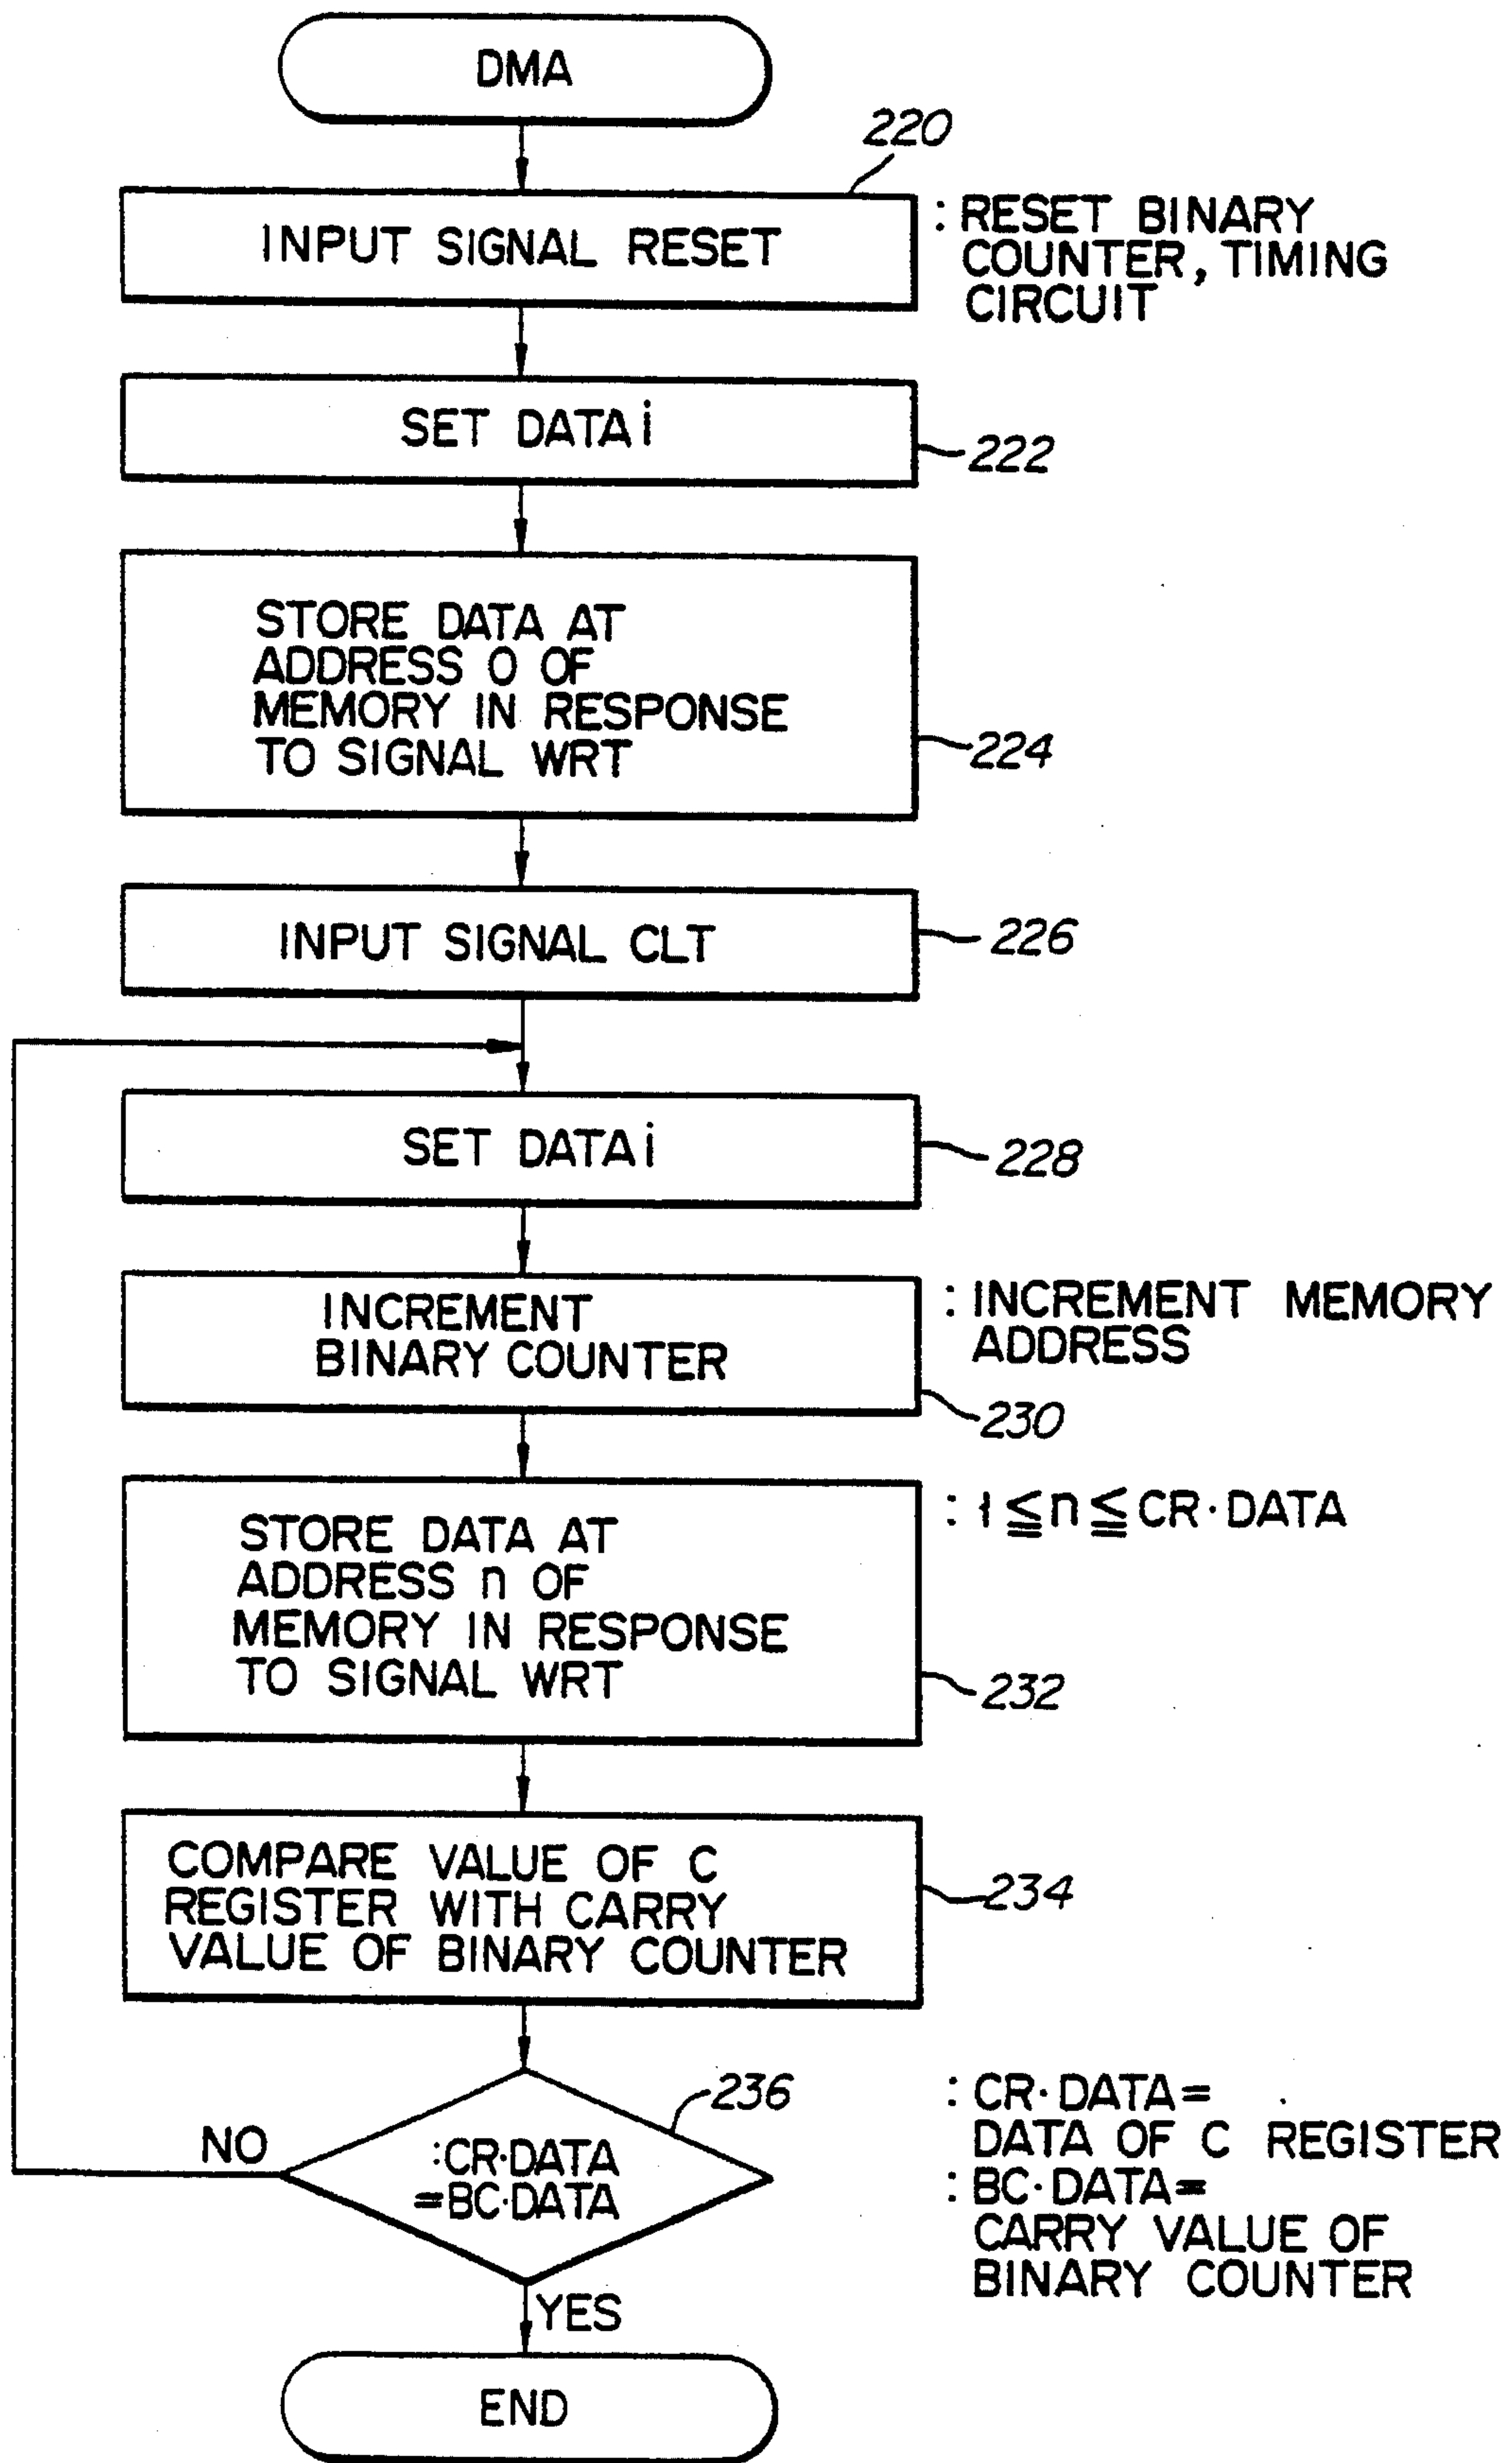 DMA
220
INPUT SIGNAL RESET
: RESET BINARY
COUNTER, TIMING
CIRCUIT
SET DATA i
222
STORE DATA AT
ADDRESS 0 OF
MEMORY IN RESPONSE
TO SIGNAL WRT
224
INPUT SIGNAL CLT
226
SET DATA i
228
INCREMENT
BINARY COUNTER
: INCREMENT MEMORY
ADDRESS
230
: 1 ≦ n ≦ CR·DATA
STORE DATA AT
ADDRESS n OF
MEMORY IN RESPONSE
TO SIGNAL WRT
232
COMPARE VALUE OF C
REGISTER WITH CARRY
VALUE OF BINARY COUNTER
234
236
NO
:CR·DATA
=BC·DATA
: CR·DATA=
DATA OF C REGISTER
: BC·DATA=
CARRY VALUE OF
BINARY COUNTER
YES
END